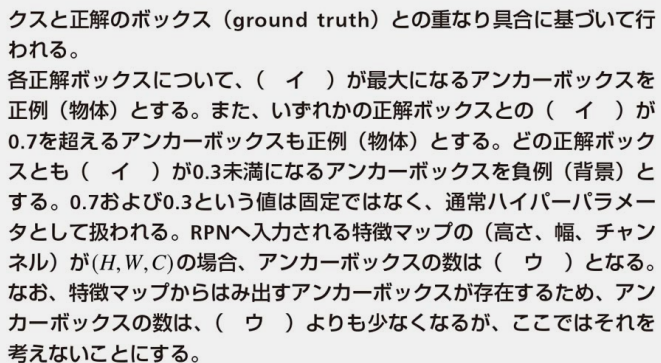 クスと正解のボックス（ground truth）との重なり具合に基づいて行
われる。
各正解ボックスについて、（　イ　）が最大になるアンカーボックスを
正例（物体）とする。また、いずれかの正解ボックスとの（　イ　）が
0.7を超えるアンカーボックスも正例（物体）とする。どの正解ボック
スとも（　イ　）が0.3未満になるアンカーボックスを負例（背景）と
する。0.7および0.3という値は固定ではなく、通常ハイパーパラメー
タとして扱われる。RPNへ入力される特徴マップの（高さ、幅、チャン
ネル）が(H, W, C)の場合、アンカーボックスの数は（　ウ　）となる。
なお、特徴マップからはみ出すアンカーボックスが存在するため、アン
カーボックスの数は、（　ウ　）よりも少なくなるが、ここではそれを
考えないことにする。